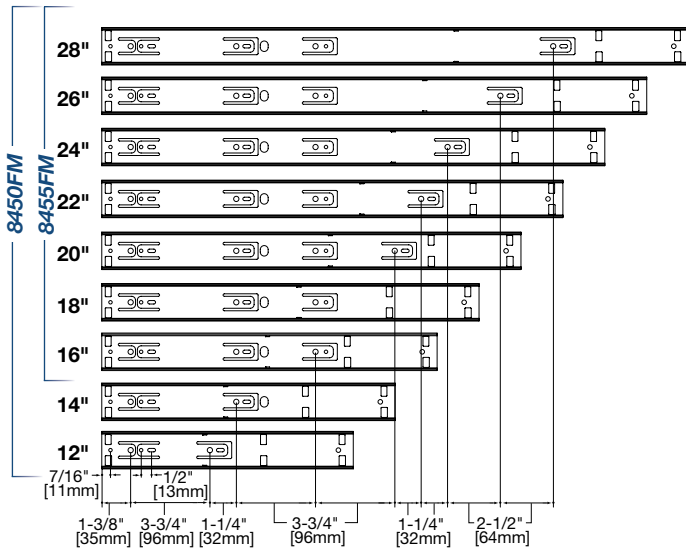 28"
26"
24"
22"
20"
18"
16"
14"
12"
8450FM
8455FM
7/16"
[11mm]
1/2"
[13mm]
1-3/8"
[35mm]
3-3/4"
[96mm]
1-1/4"
[32mm]
3-3/4"
[96mm]
1-1/4"
[32mm]
2-1/2"
[64mm]